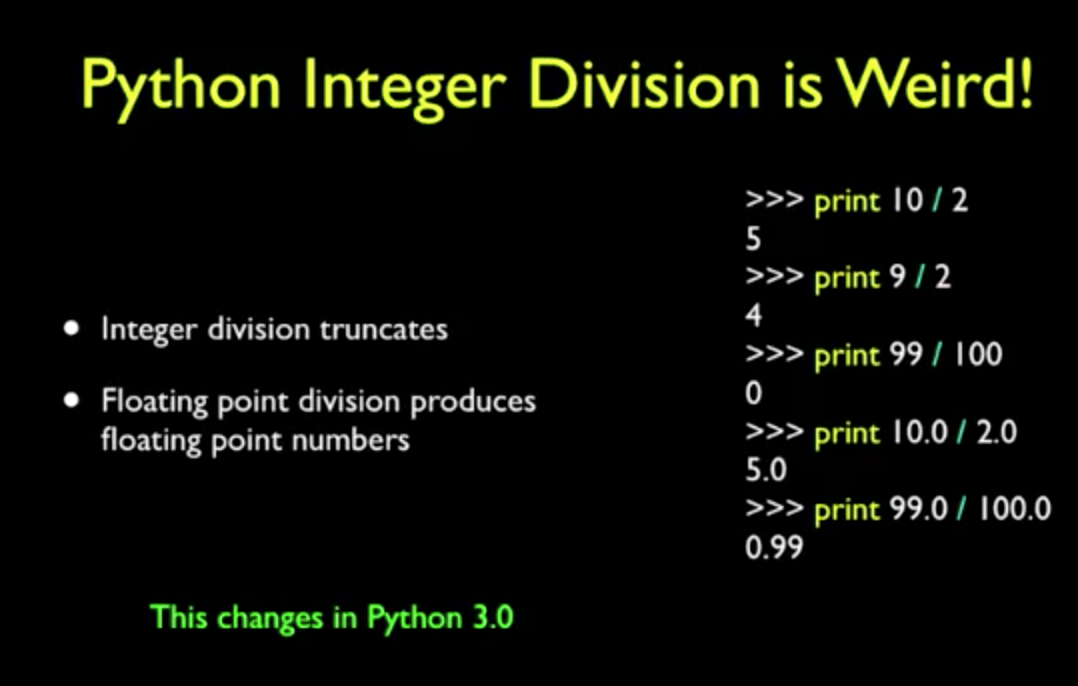 Python Integer Division is Weird!
• Integer division truncates
• Floating point division produces
floating point numbers
>>> print 10 / 2
5
>>> print 9 / 2
4
>>> print 99 / 100
0
>>> print 10.0 / 2.0
5.0
>>> print 99.0 / 100.0
0.99
This changes in Python 3.0